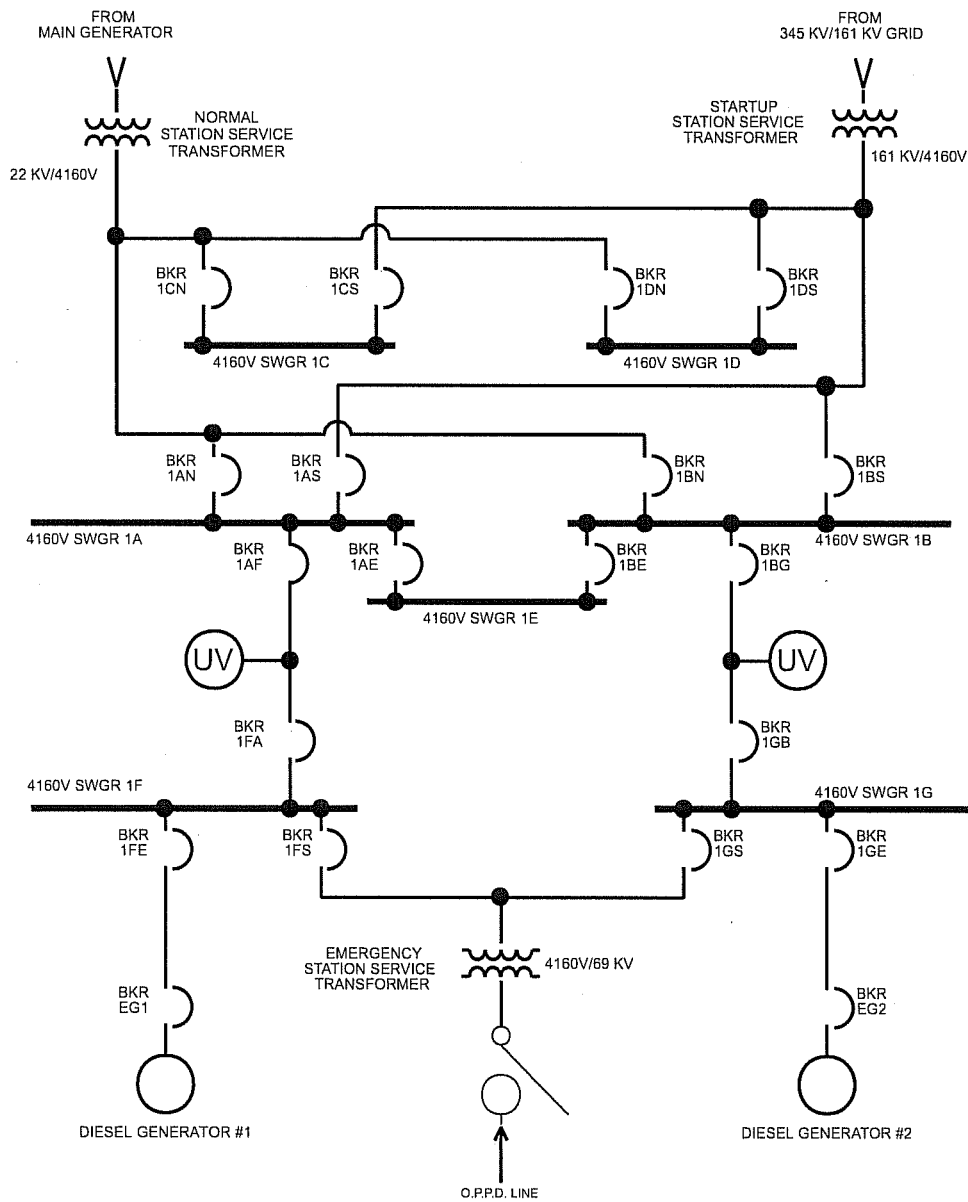 FROM
MAIN GENERATOR
FROM
345 KV/161 KV GRID
NORMAL
STATION SERVICE
TRANSFORMER
STARTUP
STATION SERVICE
TRANSFORMER
22 KV/4160V
161 KV/4160V
BKR
1CN
BKR
1CS
BKR
1DN
BKR
1DS
4160V SWGR 1C
4160V SWGR 1D
BKR
1AN
BKR
1AS
BKR
1BN
BKR
1BS
4160V SWGR 1A
4160V SWGR 1B
BKR
1AF
BKR
1AE
BKR
1BE
BKR
1BG
4160V SWGR 1E
UV
UV
BKR
1FA
BKR
1GB
4160V SWGR 1F
4160V SWGR 1G
BKR
1FE
BKR
1FS
BKR
1GS
BKR
1GE
EMERGENCY
STATION SERVICE
TRANSFORMER
4160V/69 KV
BKR
EG1
BKR
EG2
DIESEL GENERATOR #1
DIESEL GENERATOR #2
O.P.P.D. LINE